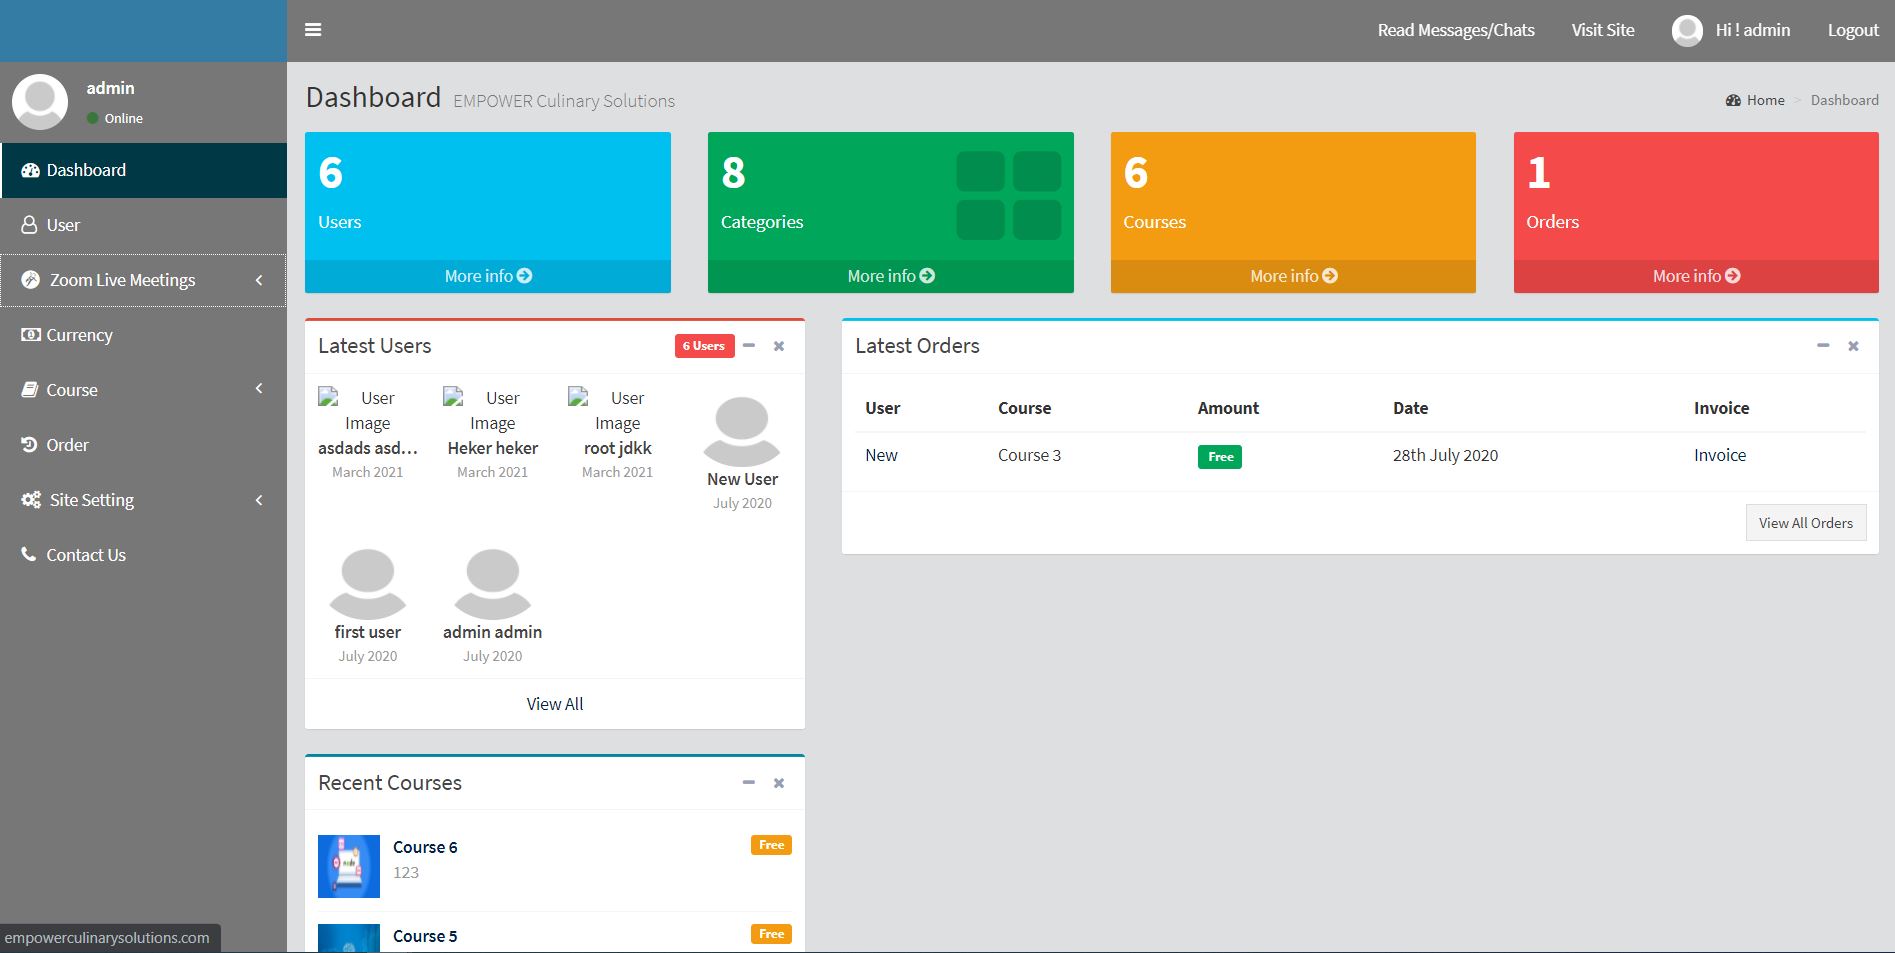 Read Messages/Chats Visit Site Hi ! admin Logout
admin
Online
Dashboard
User
Zoom Live Meetings
Currency
Course
Order
Site Setting
Contact Us
Dashboard EMPOWER Culinary Solutions
Home > Dashboard
6
Users
More info
8
Categories
More info
6
Courses
More info
1
Orders
More info
Latest Users
6 Users
User Image
asdads asd...
March 2021
User Image
Heker heker
March 2021
User Image
root jdkk
March 2021
New User
July 2020
first user
July 2020
admin admin
July 2020
View All
Latest Orders
User Course Amount Date Invoice
New Course 3 Free 28th July 2020 Invoice
View All Orders
Recent Courses
Course 6 Free
123
Course 5 Free
empowerculinarysolutions.com